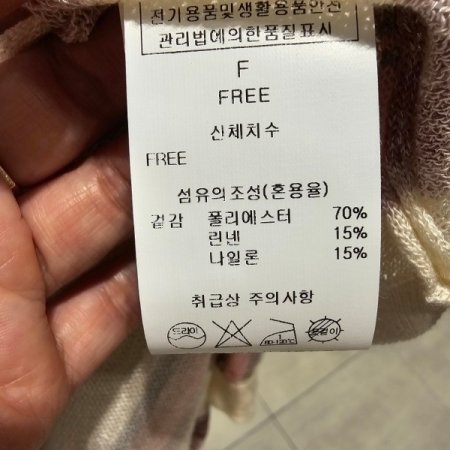 전기용품및생활용품안전
관리법에의한품질표시
F
FREE
신체치수
FREE
섬유의조성(혼용율)
겉감 폴리에스터 70%
린넨 15%
나일론 15%
취급상 주의사항
드라이